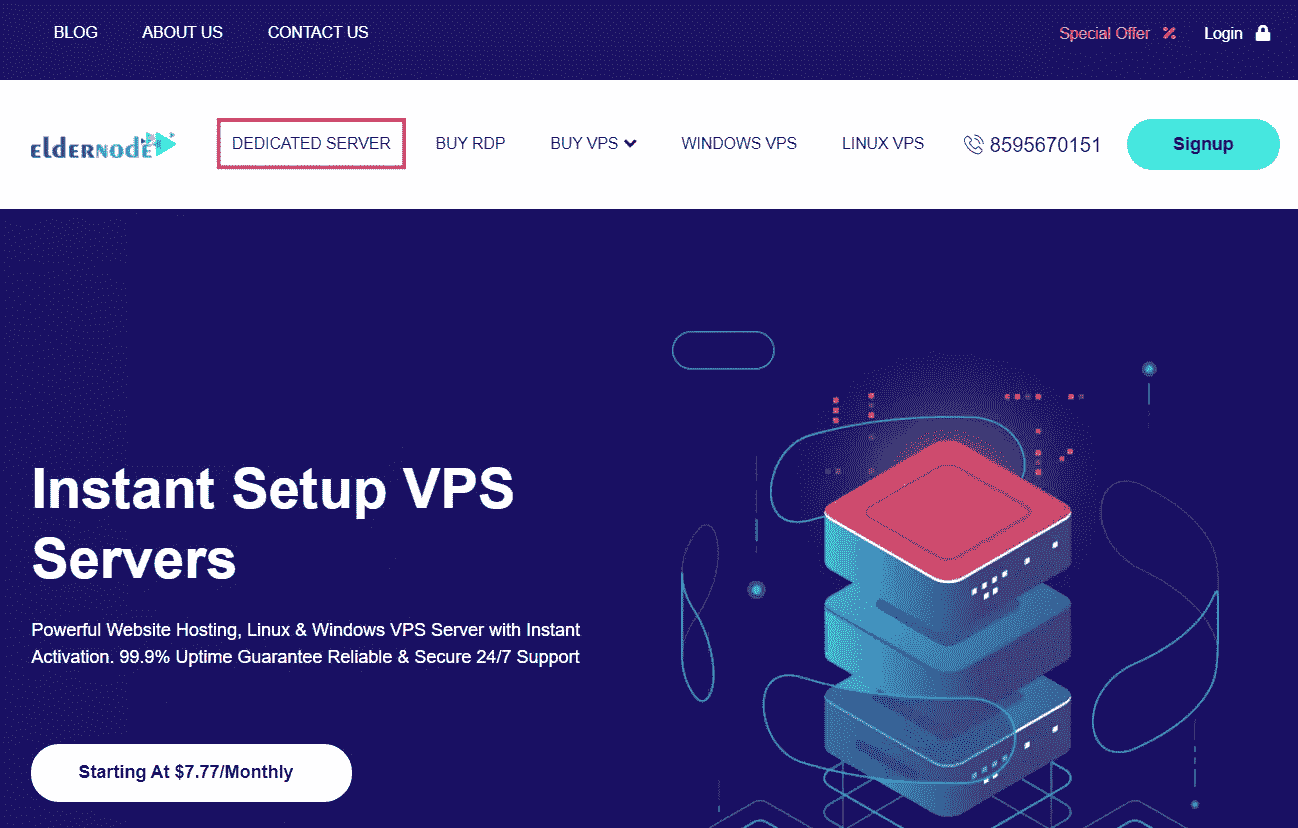 BLOG ABOUT US CONTACT US Special Offer Login
ELDERNODE DEDICATED SERVER BUY RDP BUY VPS WINDOWS VPS LINUX VPS 8595670151 Signup
Instant Setup VPS
Servers
Powerful Website Hosting, Linux & Windows VPS Server with Instant
Activation. 99.9% Uptime Guarantee Reliable & Secure 24/7 Support
Starting At $7.77/Monthly